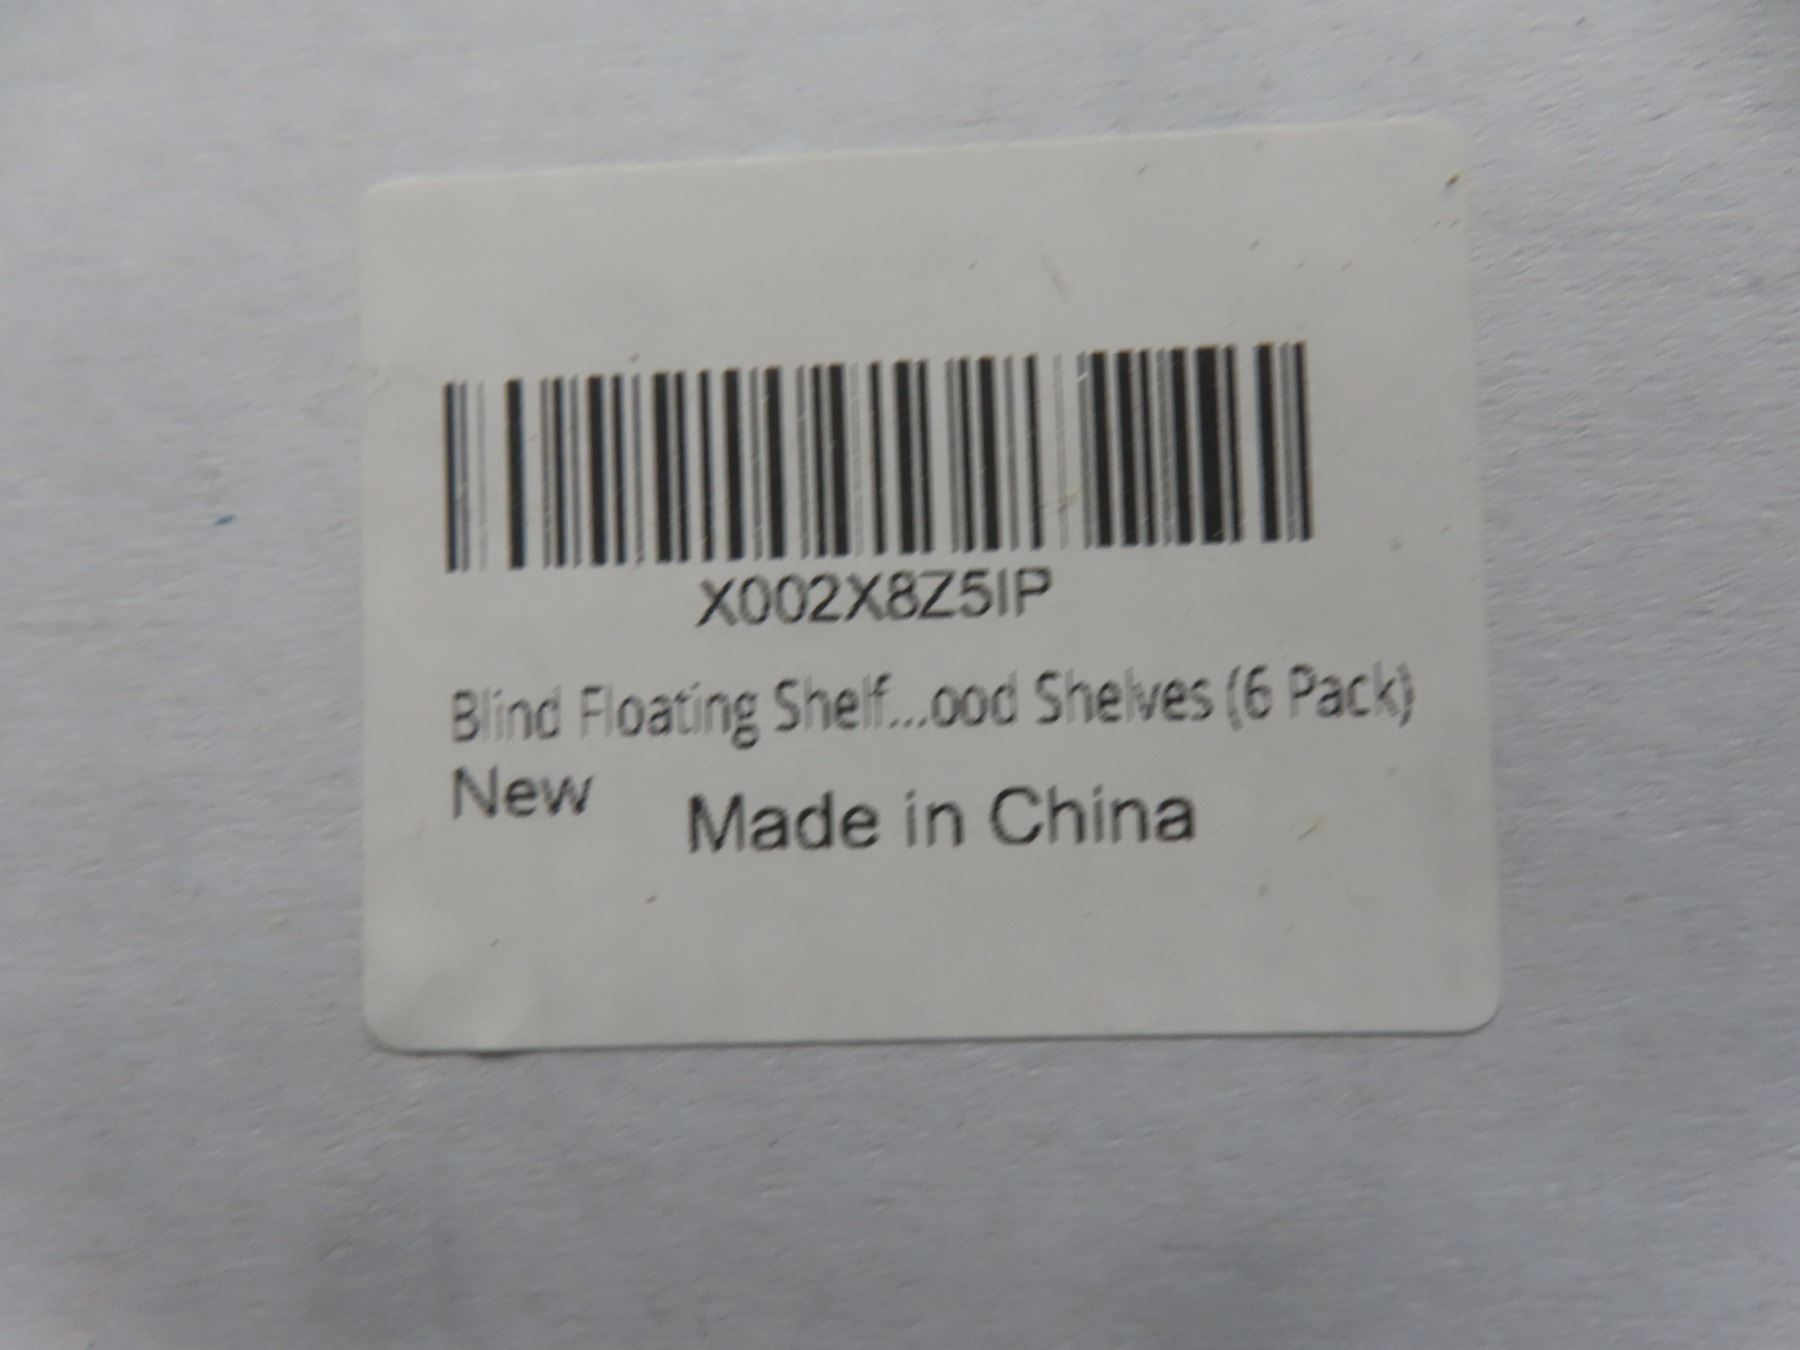 X002X8Z5IP
Blind Floating Shelf...ood Shelves (6 Pack)
New
Made in China